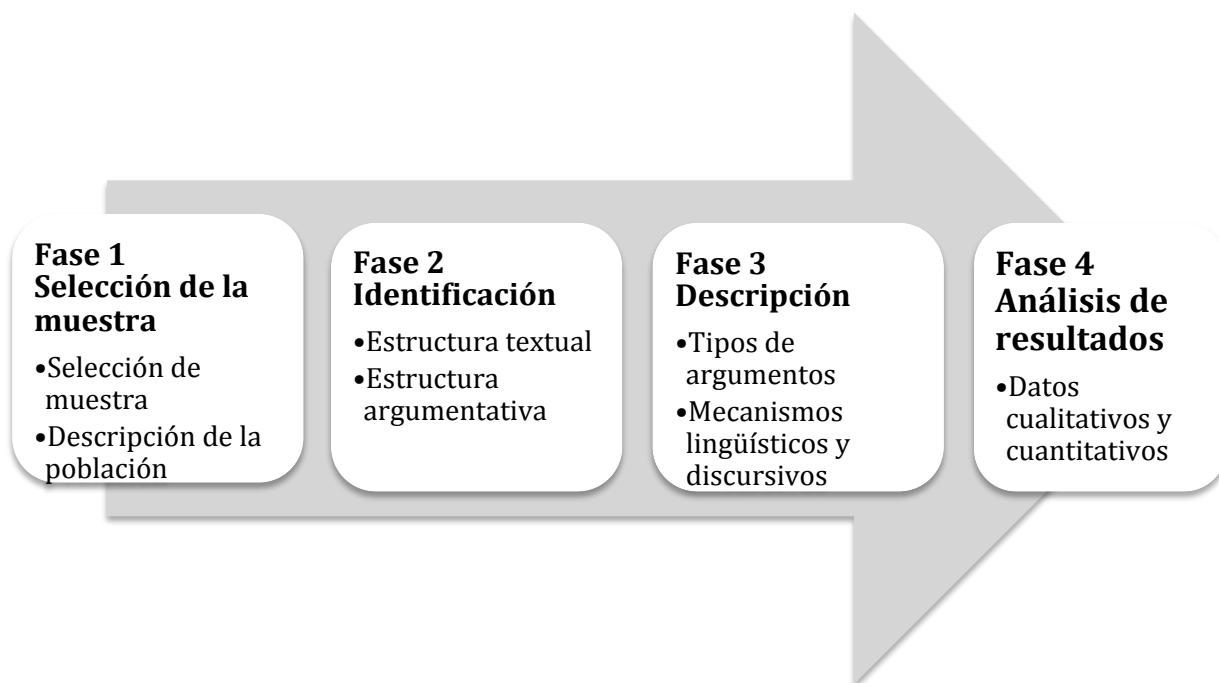 Fase 1
Selección de la
muestra
•Selección de
muestra
•Descripción de la
población
Fase 2
Identificación
•Estructura textual
•Estructura
argumentativa
Fase 3
Descripción
•Tipos de
argumentos
•Mecanismos
lingüísticos y
discursivos
Fase 4
Análisis de
resultados
•Datos
cualitativos y
cuantitativos